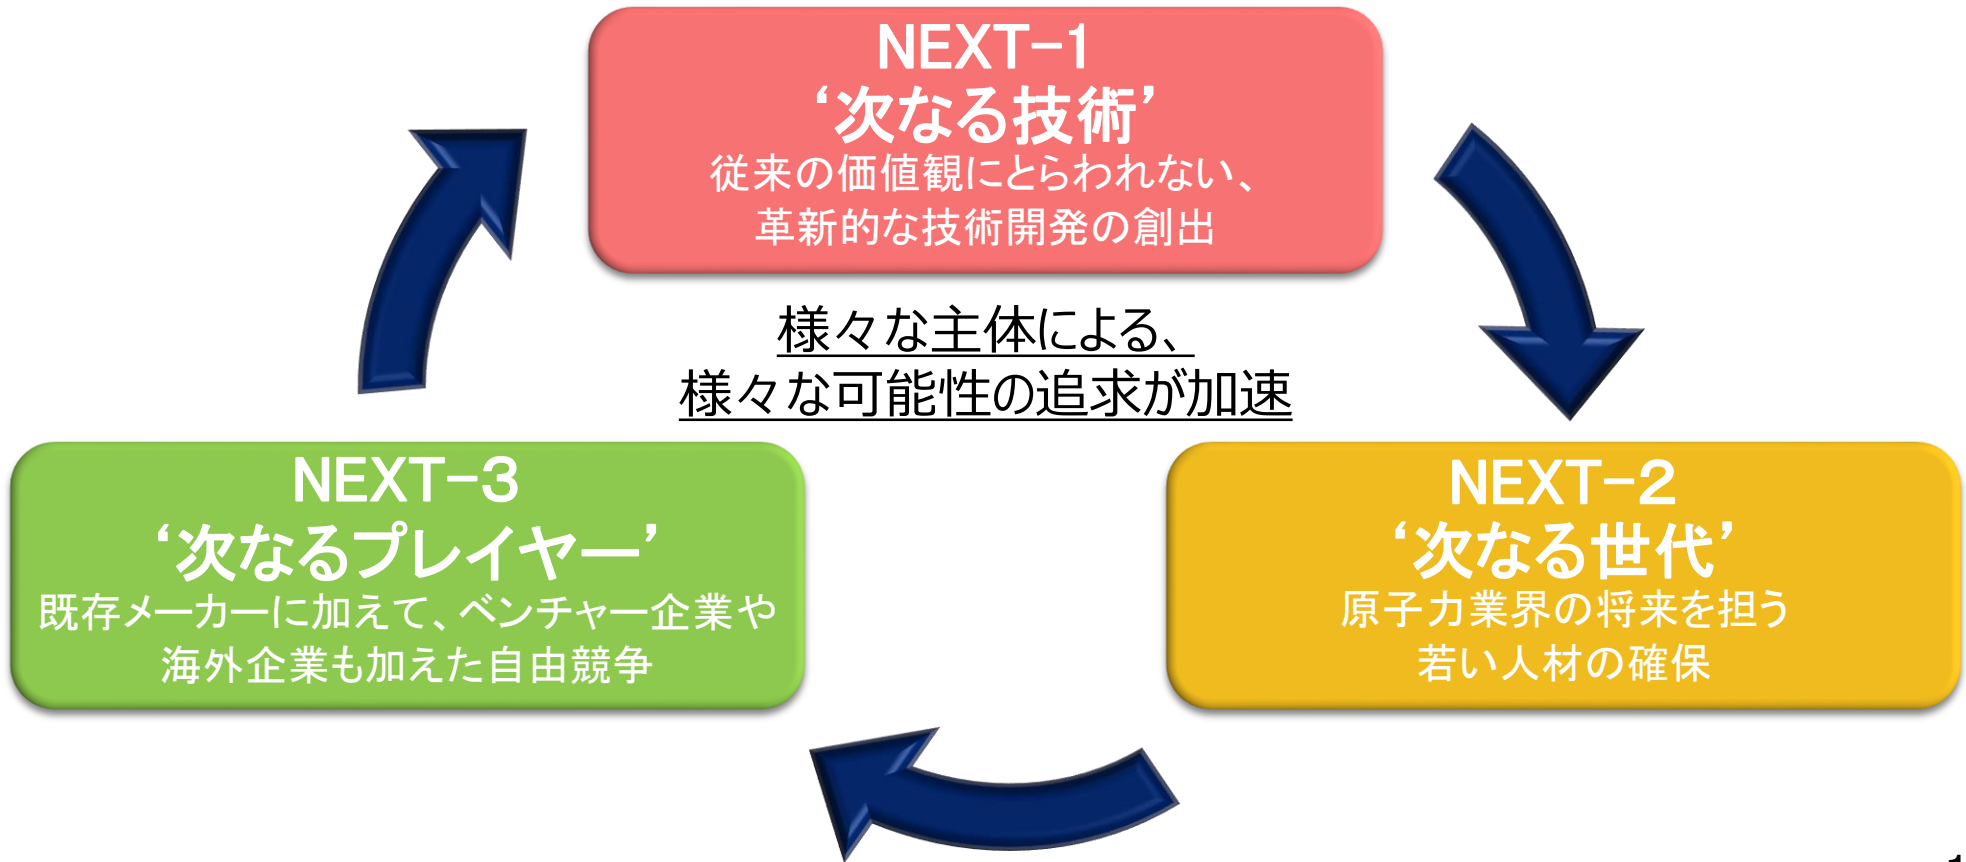 NEXT-1
‘次なる技術’
従来の価値観にとらわれない、
革新的な技術開発の創出
様々な主体による、
様々な可能性の追求が加速
NEXT-3
‘次なるプレイヤー’
既存メーカーに加えて、ベンチャー企業や
海外企業も加えた自由競争
NEXT-2
‘次なる世代’
原子力業界の将来を担う
若い人材の確保